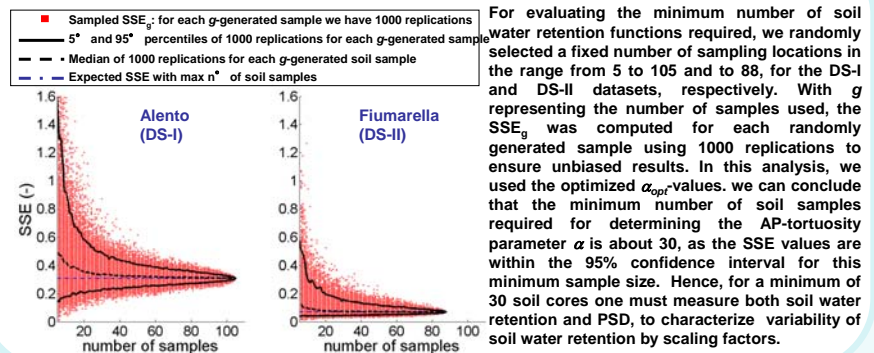 Sampled SSEg: for each g-generated sample we have 1000 replications
5° and 95° percentiles of 1000 replications for each g-generated sample
Median of 1000 replications for each g-generated soil sample
Expected SSE with max n° of soil samples
1.6
1.4
1.2
1
0.8
0.6
0.4
0.2
0
SSE (-)
Alento
(DS-I)
20 40 60 80 100
number of samples
1.6
1.4
1.2
1
0.8
0.6
0.4
0.2
0
Fiumarella
(DS-II)
20 40 60 80 100
number of samples
For evaluating the minimum number of soil
water retention functions required, we randomly
selected a fixed number of sampling locations in
the range from 5 to 105 and to 88, for the DS-I
and DS-II datasets, respectively. With g
representing the number of samples used, the
SSEg was computed for each randomly
generated sample using 1000 replications to
ensure unbiased results. In this analysis, we
used the optimized αopt-values. we can conclude
that the minimum number of soil samples
required for determining the AP-tortuosity
parameter α is about 30, as the SSE values are
within the 95% confidence interval for this
minimum sample size. Hence, for a minimum of
30 soil cores one must measure both soil water
retention and PSD, to characterize variability of
soil water retention by scaling factors.